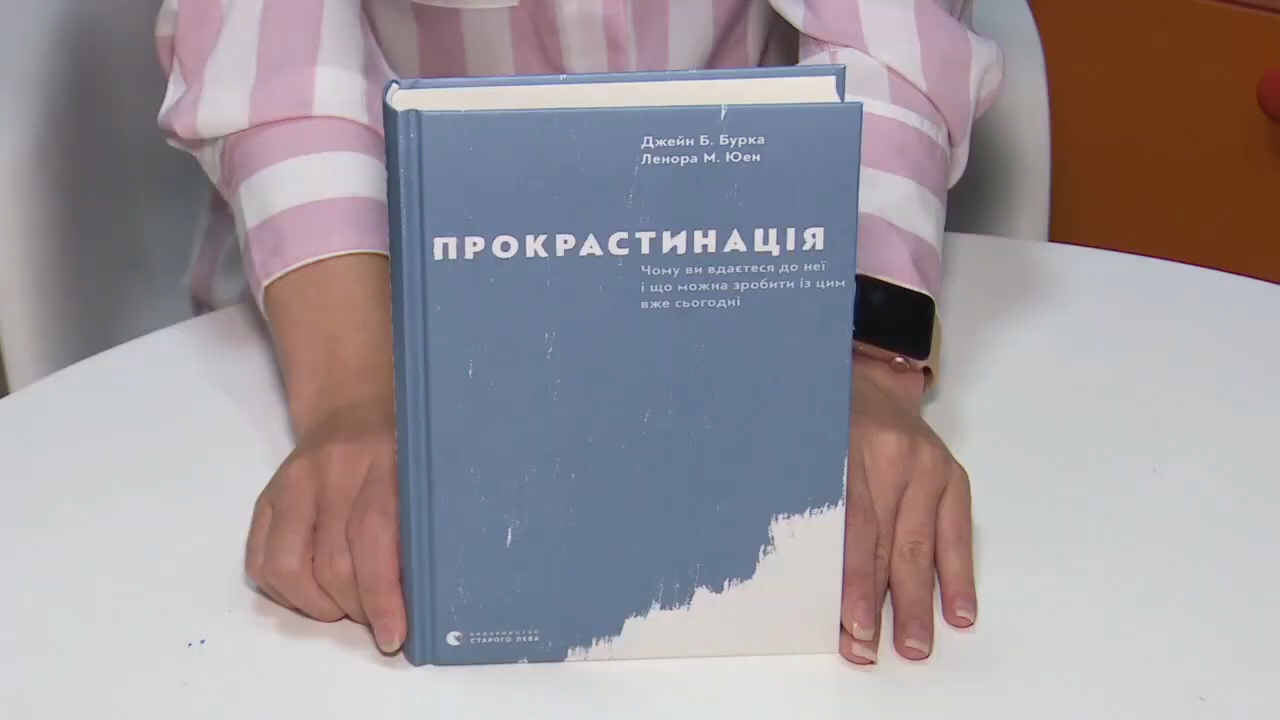 Джейн Б. Бурка
Ленора М. Юен
ПРОКРАСТИНАЦІЯ
Чому ви вдаєтеся до неї
і що можна зробити із цим
вже сьогодні
ВИДАВНИЦТВО
СТАРОГО ЛЕВА